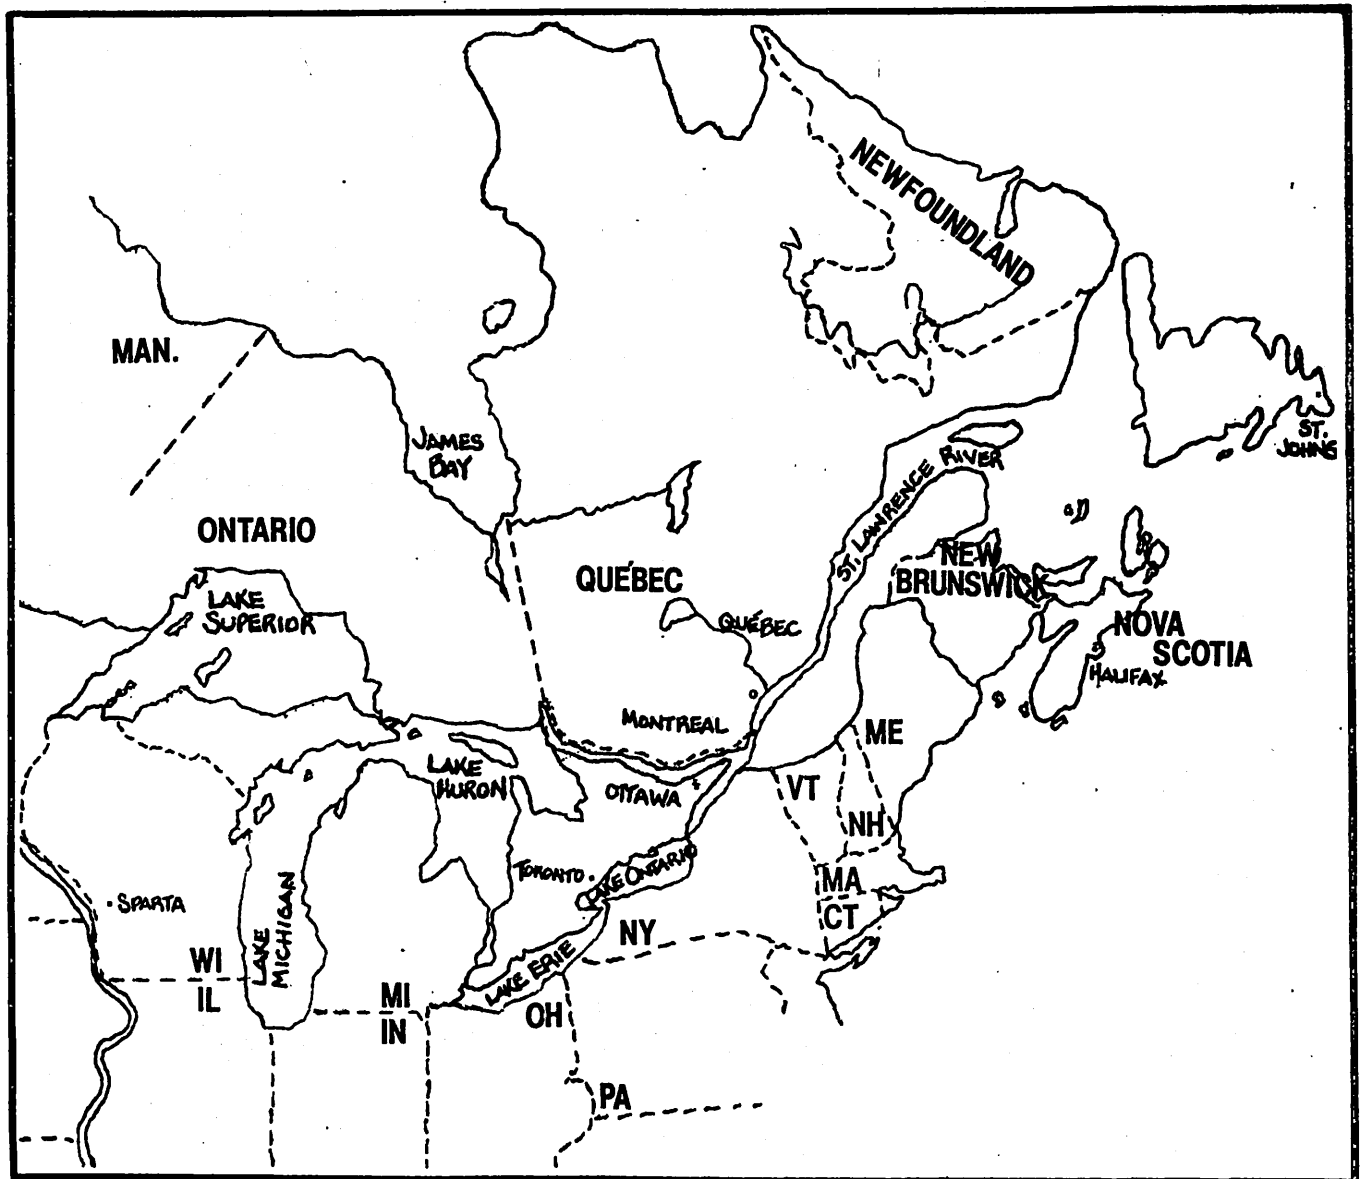 NEWFOUNDLAND
MAN.
JAMES
BAY
ST.
JOHNS
ST. LAWRENCE RIVER
ONTARIO
QUÉBEC
NEW
BRUNSWICK
LAKE
SUPERIOR
QUÉBEC
NOVA
SCOTIA
HALIFAX
MONTREAL
ME
LAKE
HURON
OTTAWA
VT
NH
TORONTO
LAKE ONTARIO
MA
SPARTA
CT
LAKE
MICHIGAN
NY
LAKE ERIE
WI
IL
MI
IN
OH
PA